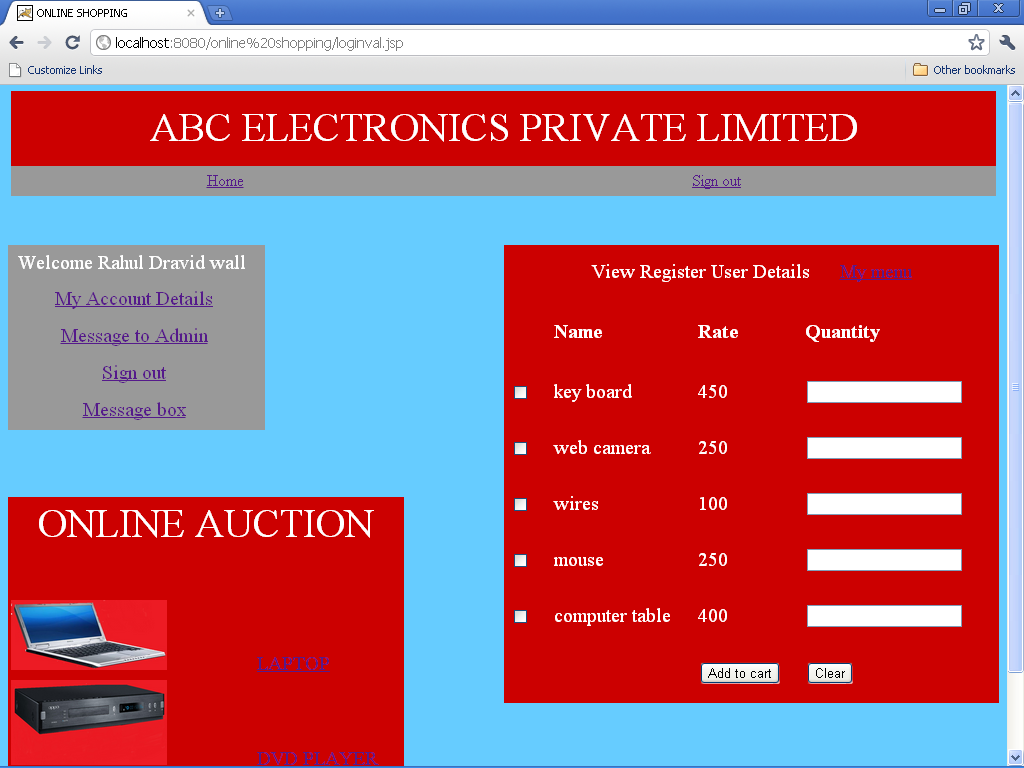 ONLINE SHOPPING
localhost:8080/online%20shopping/loginval.jsp
Customize Links
Other bookmarks
ABC ELECTRONICS PRIVATE LIMITED
Home Sign out
Welcome Rahul Dravid wall
My Account Details
Message to Admin
Sign out
Message box
View Register User Details My menu
Name Rate Quantity
key board 450
web camera 250
wires 100
mouse 250
computer table 400
Add to cart Clear
ONLINE AUCTION
LAPTOP
DVD PLAYER